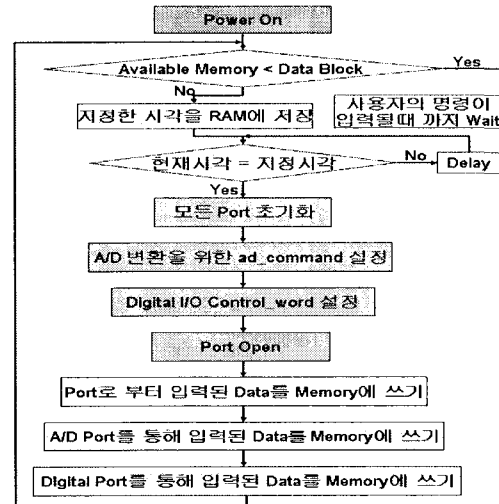 Power On
Available Memory < Data Block
Yes
No
지정한 시각을 RAM에 저장
사용자의 명령이
입력될때 까지 Wait
현재시각 = 지정시각
No
Delay
Yes
모든 Port 초기화
A/D 변환을 위한 ad_command 설정
Digital I/O Control_word 설정
Port Open
Port로 부터 입력된 Data를 Memory에 쓰기
A/D Port를 통해 입력된 Data를 Memory에 쓰기
Digital Port를 통해 입력된 Data를 Memory에 쓰기